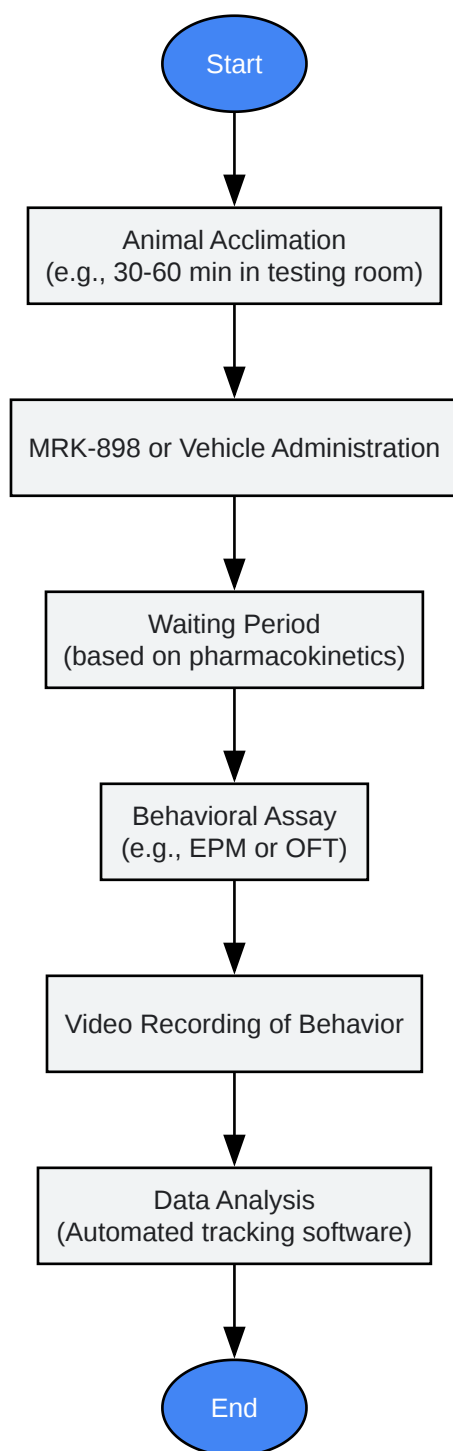 Start
Animal Acclimation
(e.g., 30-60 min in testing room)
MRK-898 or Vehicle Administration
Waiting Period
(based on pharmacokinetics)
Behavioral Assay
(e.g., EPM or OFT)
Video Recording of Behavior
Data Analysis
(Automated tracking software)
End